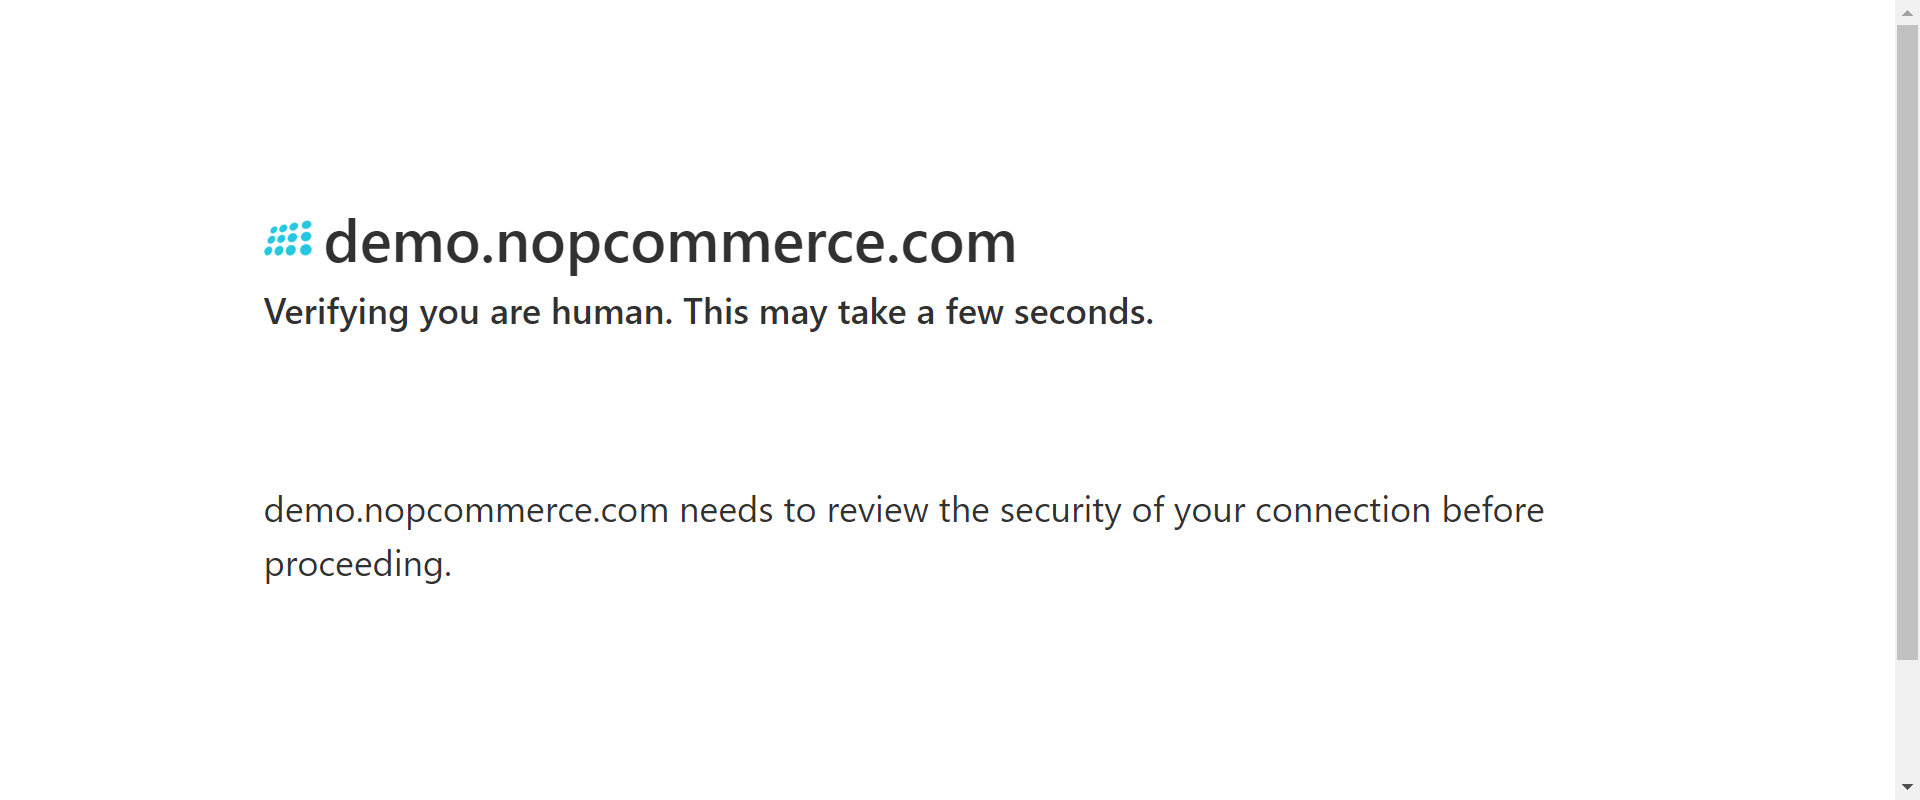 demo.nopcommerce.com
Verifying you are human. This may take a few seconds.
demo.nopcommerce.com needs to review the security of your connection before
proceeding.